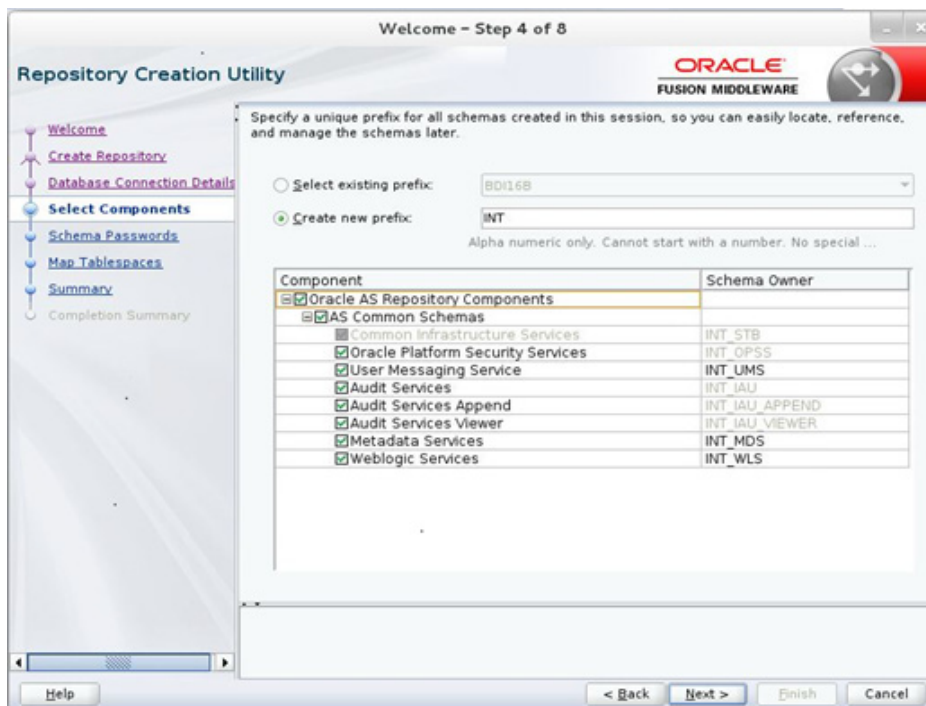 Welcome – Step 4 of 8
Repository Creation Utility
ORACLE
FUSION MIDDLEWARE
Welcome
Create Repository
Database Connection Details
Select Components
Schema Passwords
Map Tablespaces
Summary
Completion Summary
Specify a unique prefix for all schemas created in this session, so you can easily locate, reference,
and manage the schemas later.
Select existing prefix: BDI16B
Create new prefix: INT
Alpha numeric only. Cannot start with a number. No special ...
Component Schema Owner
Oracle AS Repository Components
AS Common Schemas
Common Infrastructure Services INT_STB
Oracle Platform Security Services INT_OPSS
User Messaging Service INT_UMS
Audit Services INT_IAU
Audit Services Append INT_IAU_APPEND
Audit Services Viewer INT_IAU_VIEWER
Metadata Services INT_MDS
Weblogic Services INT_WLS
Help < Back Next > Finish Cancel